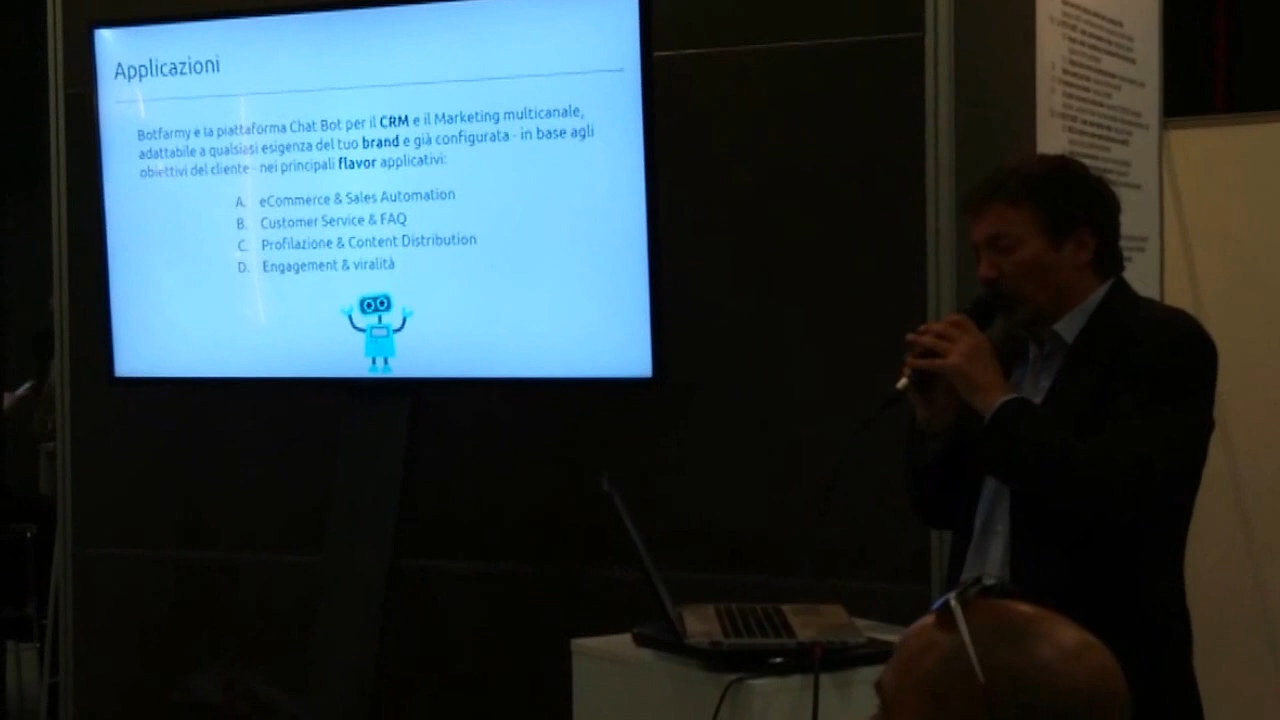 Applicazioni
Botfarmy è la piattaforma Chat Bot per il CRM e il Marketing multicanale,
adattabile a qualsiasi esigenza del tuo brand e già configurata - in base agli
obiettivi del cliente - nei principali flavor applicativi:
A. eCommerce & Sales Automation
B. Customer Service & FAQ
C. Profilazione & Content Distribution
D. Engagement & viralità